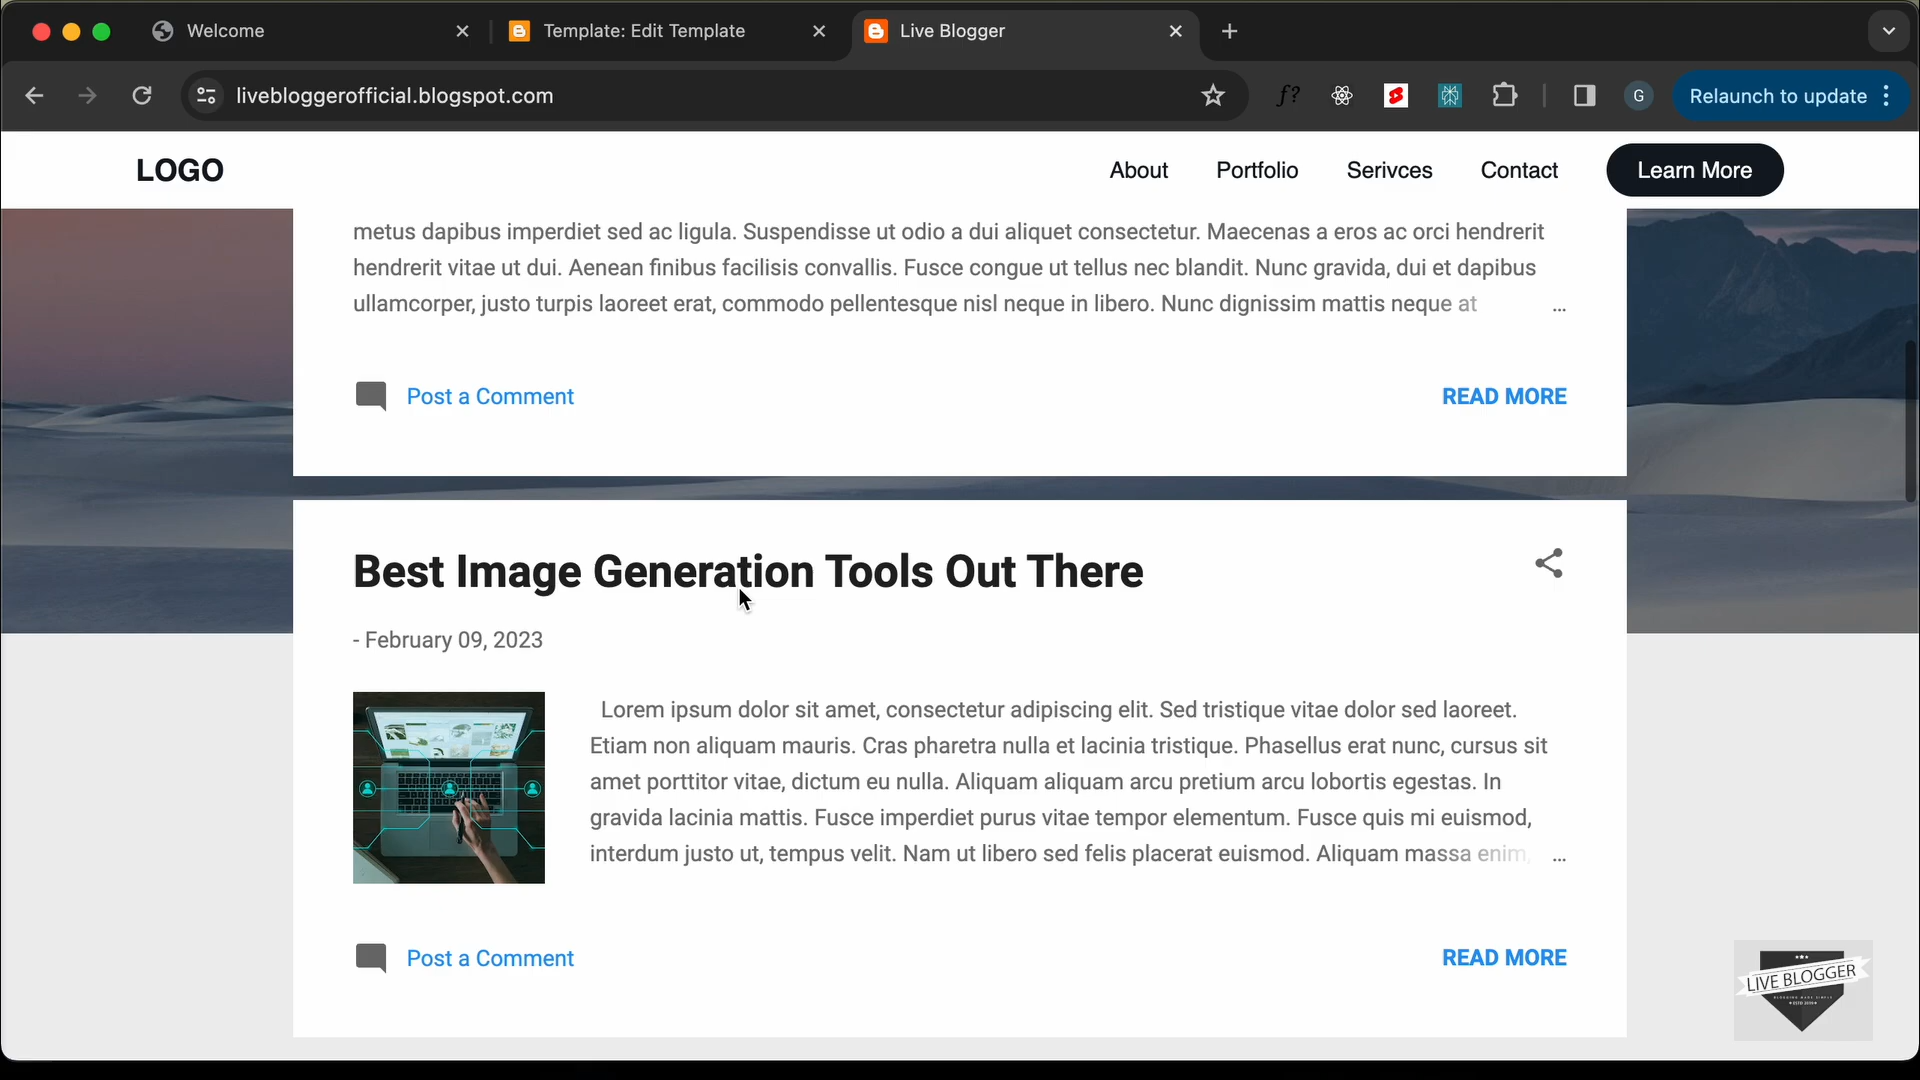 Welcome
Template: Edit Template
Live Blogger
livebloggerofficial.blogspot.com
f?
G
Relaunch to update
LOGO
About
Portfolio
Serivces
Contact
Learn More
metus dapibus imperdiet sed ac ligula. Suspendisse ut odio a dui aliquet consectetur. Maecenas a eros ac orci hendrerit
hendrerit vitae ut dui. Aenean finibus facilisis convallis. Fusce congue ut tellus nec blandit. Nunc gravida, dui et dapibus
ullamcorper, justo turpis laoreet erat, commodo pellentesque nisl neque in libero. Nunc dignissim mattis neque at ...
Post a Comment
READ MORE
Best Image Generation Tools Out There
- February 09, 2023
Lorem ipsum dolor sit amet, consectetur adipiscing elit. Sed tristique vitae dolor sed laoreet.
Etiam non aliquam mauris. Cras pharetra nulla et lacinia tristique. Phasellus erat nunc, cursus sit
amet porttitor vitae, dictum eu nulla. Aliquam aliquam arcu pretium arcu lobortis egestas. In
gravida lacinia mattis. Fusce imperdiet purus vitae tempor elementum. Fusce quis mi euismod,
interdum justo ut, tempus velit. Nam ut libero sed felis placerat euismod. Aliquam massa enim, ...
Post a Comment
READ MORE
LIVE BLOGGER